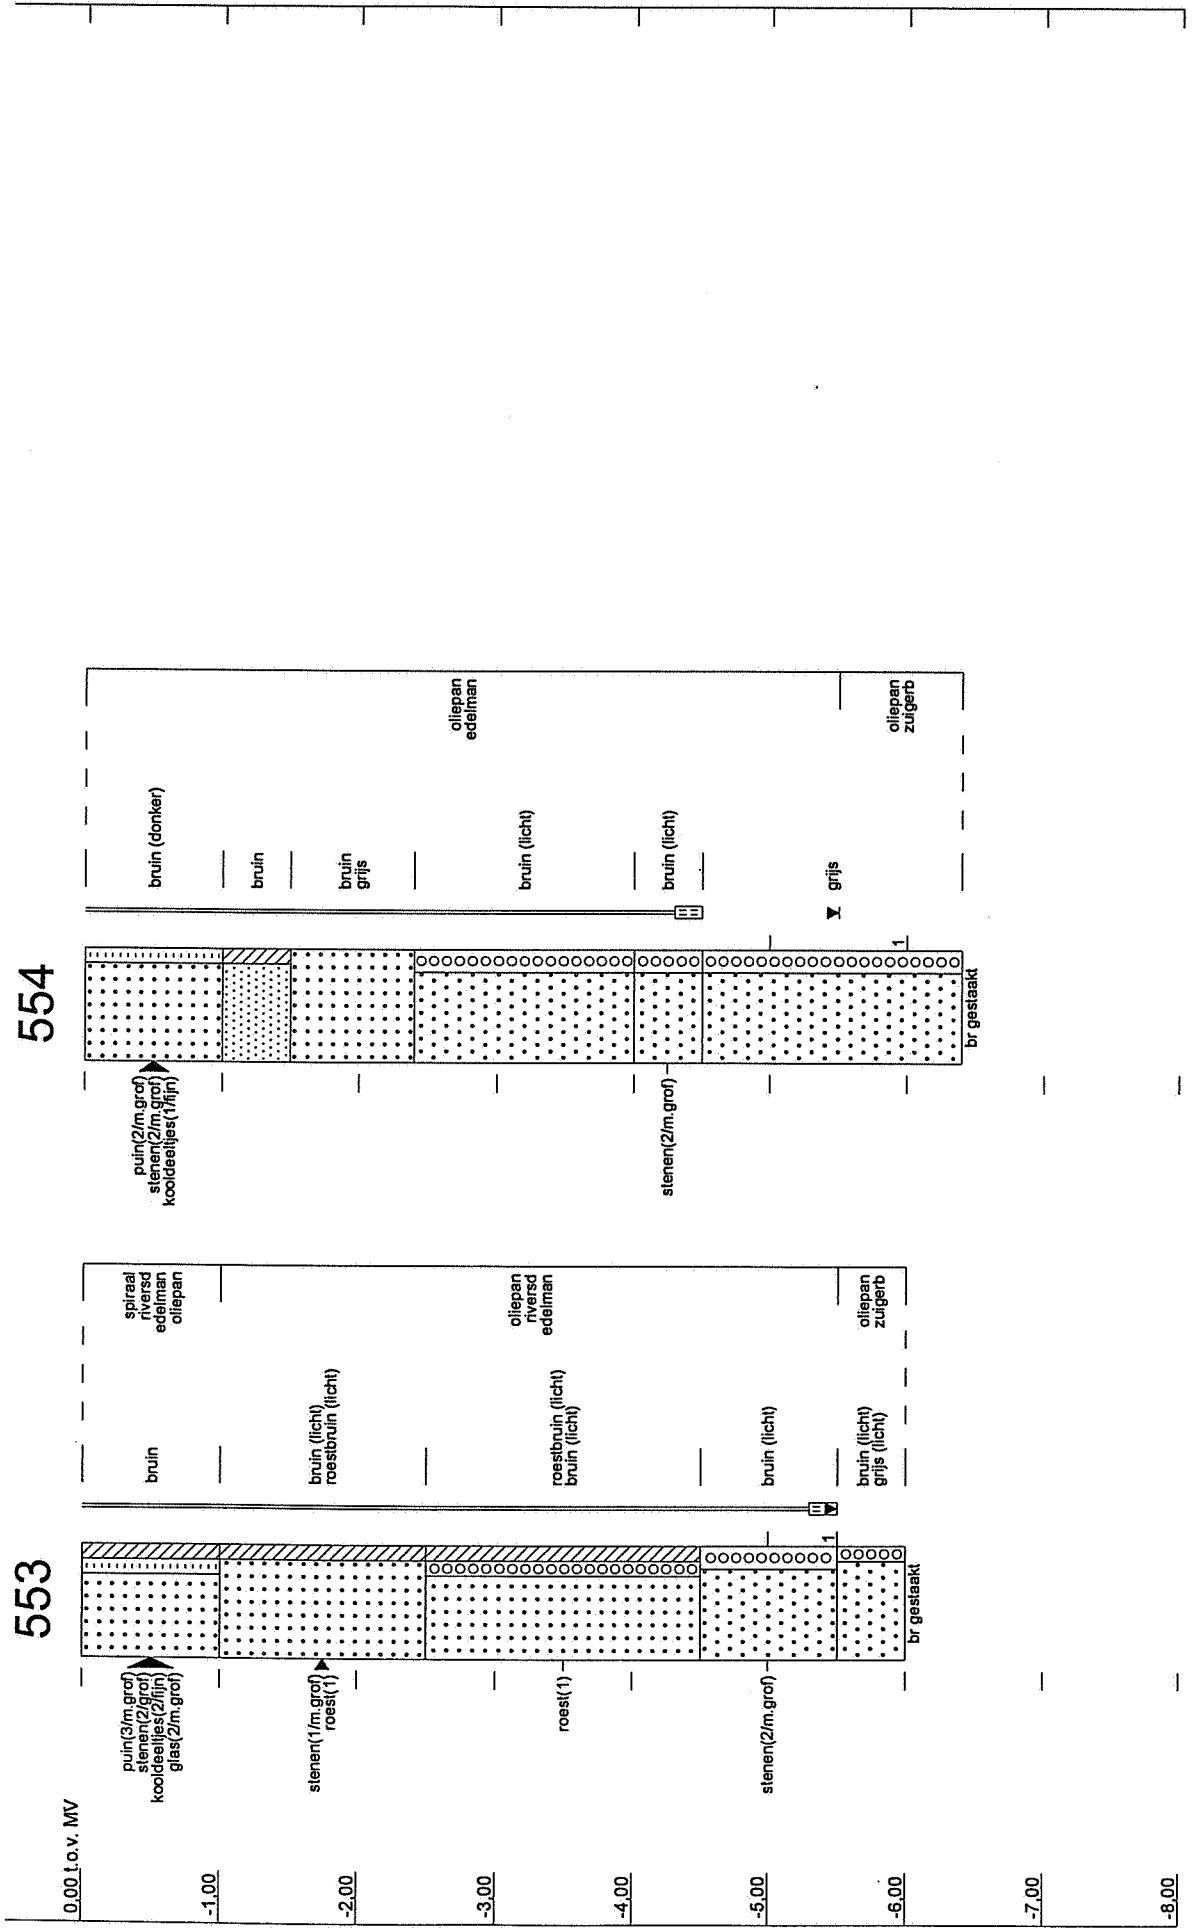 0,00 t.o.v. MV
-1,00
-2,00
-3,00
-4,00
-5,00
-6,00
-7,00
-8,00
553
puin(3/m.grof)
stenen(2/grof)
kooldeeltjes(2/fijn)
glas(2/m.grof)
stenen(1/m.grof)
roest(1)
roest(1)
stenen(2/m.grof)
br gestaakt
1
bruin
bruin (licht)
roestbruin (licht)
roestbruin (licht)
bruin (licht)
bruin (licht)
bruin (licht)
grijs (licht)
spiraal
riversd
edelman
oliepan
oliepan
riversd
edelman
oliepan
zuigerb
554
puin(2/m.grof)
stenen(2/m.grof)
kooldeeltjes(1/fijn)
stenen(2/m.grof)
br gestaakt
1
bruin (donker)
bruin
bruin
grijs
bruin (licht)
bruin (licht)
grijs
oliepan
edelman
oliepan
zuigerb